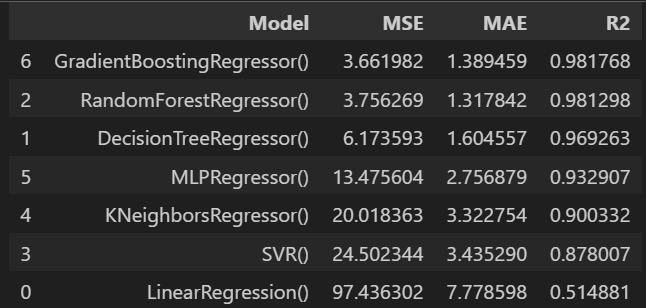 Model MSE MAE R2
6 GradientBoostingRegressor() 3.661982 1.389459 0.981768
2 RandomForestRegressor() 3.756269 1.317842 0.981298
1 DecisionTreeRegressor() 6.173593 1.604557 0.969263
5 MLPRegressor() 13.475604 2.756879 0.932907
4 KNeighborsRegressor() 20.018363 3.322754 0.900332
3 SVR() 24.502344 3.435290 0.878007
0 LinearRegression() 97.436302 7.778598 0.514881